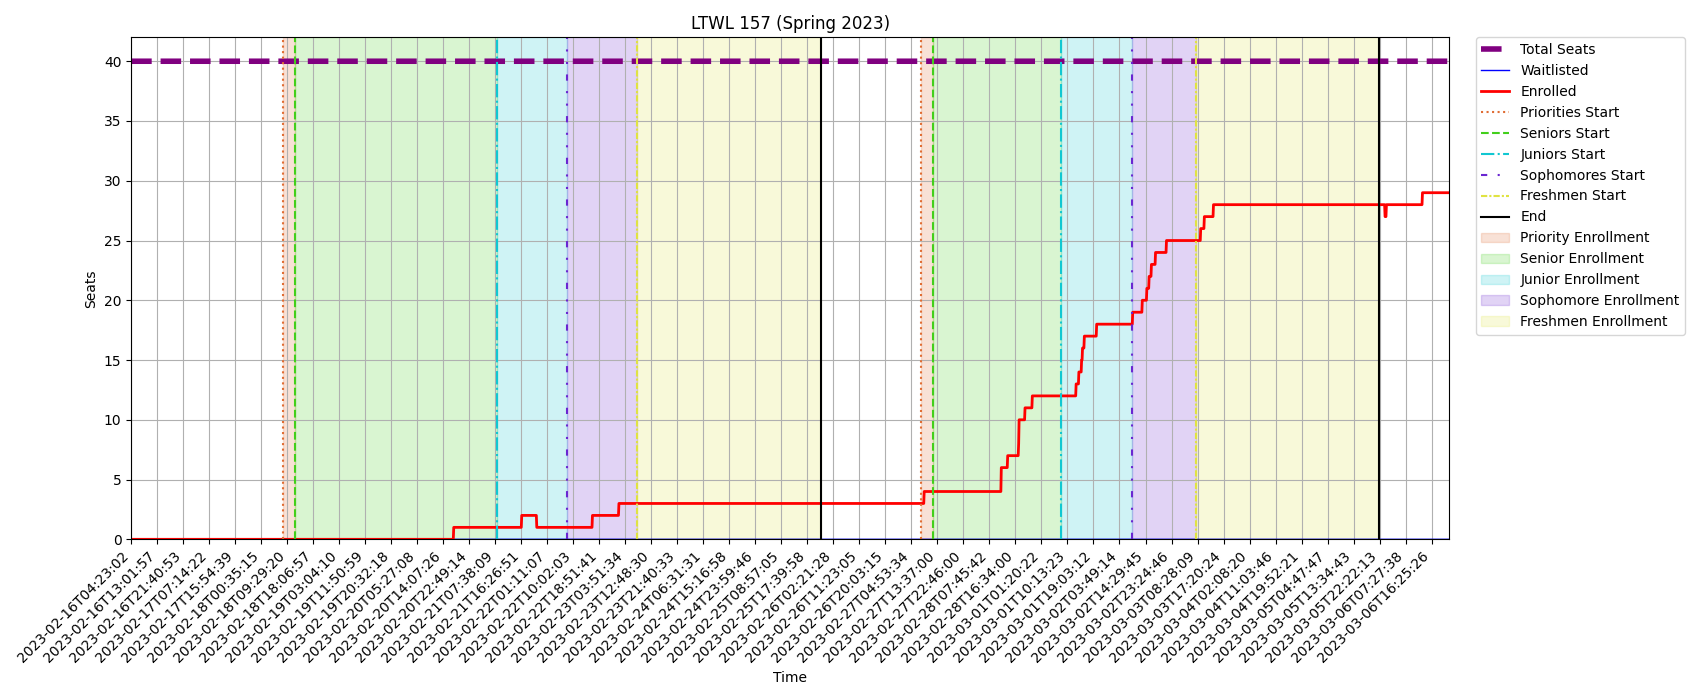 LTWL 157 (Spring 2023)
Seats
40
35
30
25
20
15
10
5
0
2023-02-16T04:23:02
2023-02-16T13:01:57
2023-02-16T21:40:53
2023-02-17T07:14:22
2023-02-17T15:54:39
2023-02-18T00:35:15
2023-02-18T09:29:20
2023-02-18T18:06:57
2023-02-19T03:04:10
2023-02-19T11:50:59
2023-02-19T20:32:18
2023-02-20T05:27:08
2023-02-20T14:07:26
2023-02-20T22:49:14
2023-02-21T07:38:09
2023-02-21T16:26:51
2023-02-22T01:11:07
2023-02-22T10:02:03
2023-02-22T18:51:41
2023-02-23T03:51:34
2023-02-23T12:48:30
2023-02-23T21:40:33
2023-02-24T06:31:31
2023-02-24T15:16:58
2023-02-24T23:59:46
2023-02-25T08:57:05
2023-02-25T17:39:58
2023-02-26T02:21:28
2023-02-26T11:23:05
2023-02-26T20:03:15
2023-02-27T04:53:34
2023-02-27T13:37:00
2023-02-27T22:46:00
2023-02-28T07:45:42
2023-02-28T16:34:00
2023-03-01T01:20:22
2023-03-01T10:13:23
2023-03-01T19:03:12
2023-03-02T03:49:14
2023-03-02T14:29:45
2023-03-02T23:24:46
2023-03-03T08:28:09
2023-03-03T17:20:24
2023-03-04T02:08:20
2023-03-04T11:03:46
2023-03-04T19:52:21
2023-03-05T04:47:47
2023-03-05T13:34:43
2023-03-05T22:22:13
2023-03-06T07:27:38
2023-03-06T16:25:26
Time
Total Seats
Waitlisted
Enrolled
Priorities Start
Seniors Start
Juniors Start
Sophomores Start
Freshmen Start
End
Priority Enrollment
Senior Enrollment
Junior Enrollment
Sophomore Enrollment
Freshmen Enrollment